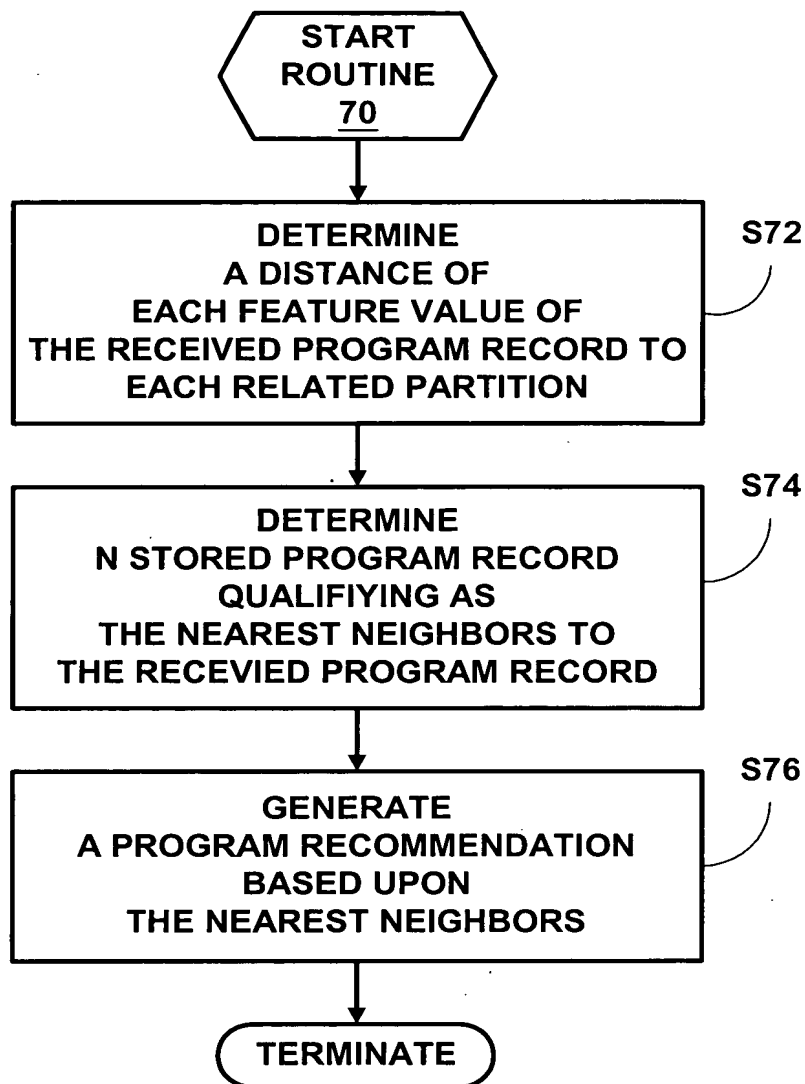 START
ROUTINE
70
DETERMINE
A DISTANCE OF
EACH FEATURE VALUE OF
THE RECEIVED PROGRAM RECORD TO
EACH RELATED PARTITION
S72
DETERMINE
N STORED PROGRAM RECORD
QUALIFIYING AS
THE NEAREST NEIGHBORS TO
THE RECEVIED PROGRAM RECORD
S74
GENERATE
A PROGRAM RECOMMENDATION
BASED UPON
THE NEAREST NEIGHBORS
S76
TERMINATE